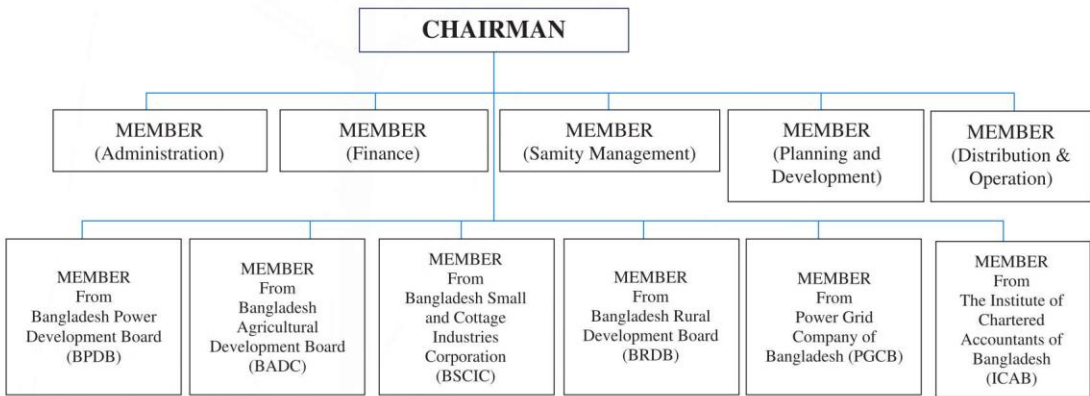 CHAIRMAN
MEMBER
(Administration)
MEMBER
(Finance)
MEMBER
(Samity Management)
MEMBER
(Planning and
Development)
MEMBER
(Distribution &
Operation)
MEMBER
From
Bangladesh Power
Development Board
(BPDB)
MEMBER
From
Bangladesh
Agricultural
Development Board
(BADC)
MEMBER
From
Bangladesh Small
and Cottage
Industries
Corporation
(BSCIC)
MEMBER
From
Bangladesh Rural
Development Board
(BRDB)
MEMBER
From
Power Grid
Company of
Bangladesh (PGCB)
MEMBER
From
The Institute of
Chartered
Accountants of
Bangladesh
(ICAB)